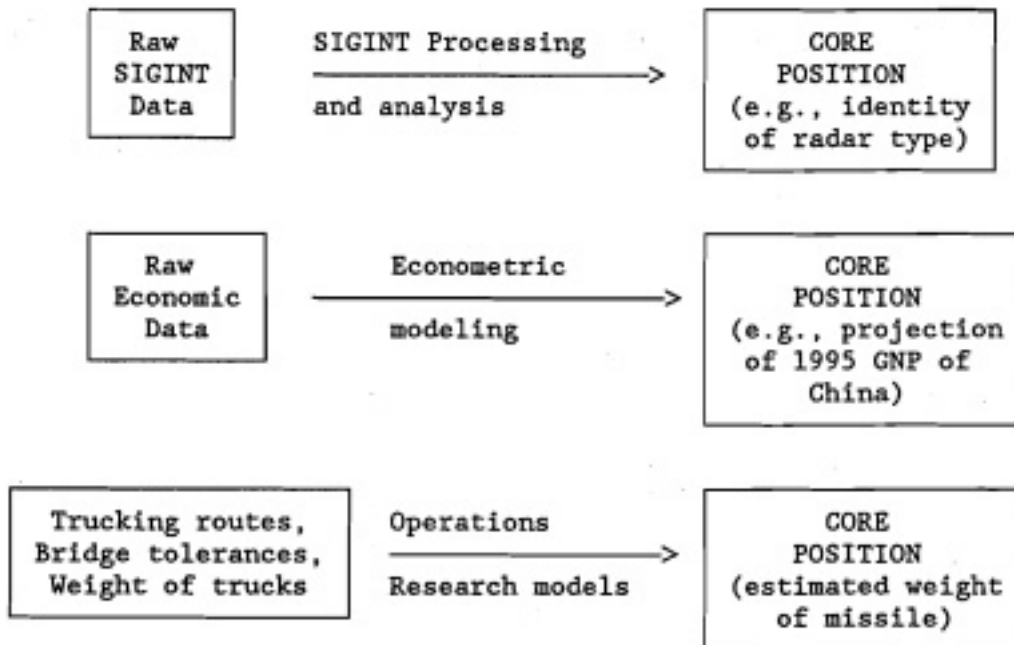 Raw
SIGINT
Data
SIGINT Processing
and analysis
CORE
POSITION
(e.g., identity
of radar type)
Raw
Economic
Data
Econometric
modeling
CORE
POSITION
(e.g., projection
of 1995 GNP of
China)
Trucking routes,
Bridge tolerances,
Weight of trucks
Operations
Research models
CORE
POSITION
(estimated weight
of missile)